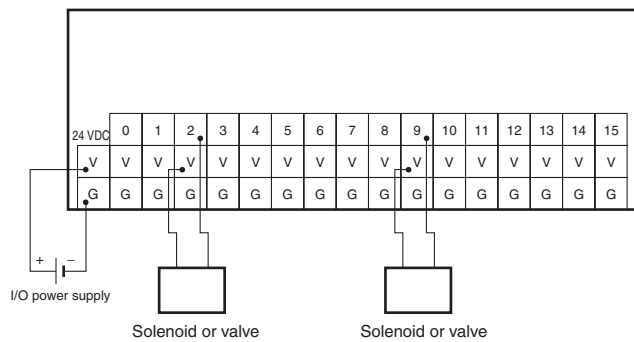 24 VDC 0 1 2 3 4 5 6 7 8 9 10 11 12 13 14 15
V V V V V V V V V V V V V V V V V
G G G G G G G G G G G G G G G G G
+ −
I/O power supply
Solenoid or valve Solenoid or valve